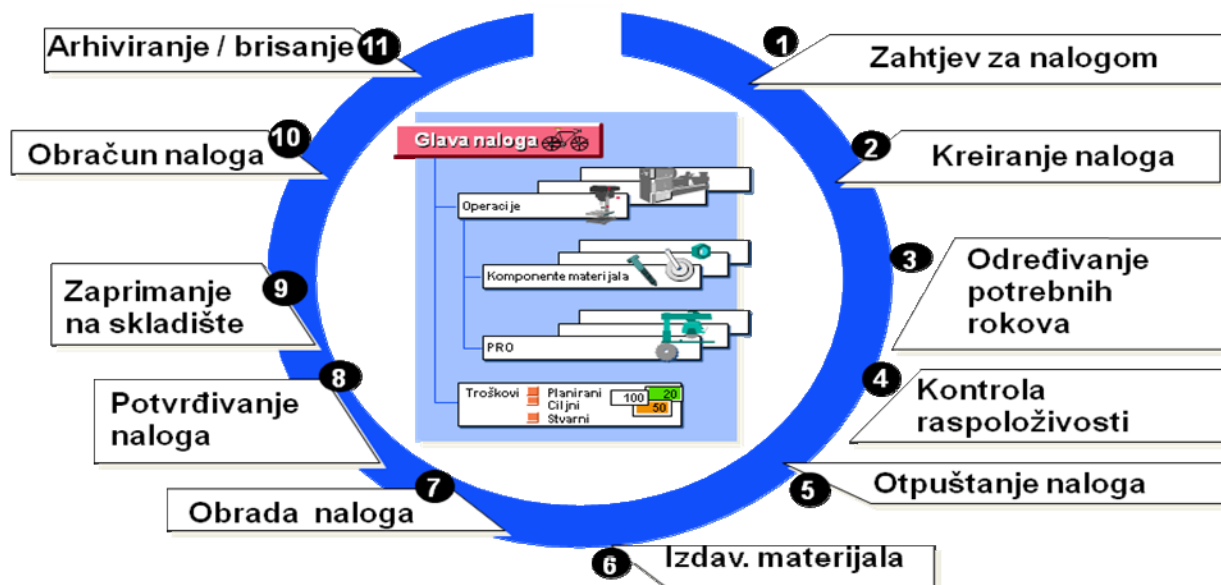 1
Zahtjev za nalogom
2
Kreiranje naloga
3
Određivanje
potrebnih
rokova
4
Kontrola
raspoloživosti
5
Otpuštanje naloga
6
Izdav. materijala
7
Obrada naloga
8
Potvrđivanje
naloga
9
Zaprimanje
na skladište
10
Obračun naloga
11
Arhiviranje / brisanje
Glava naloga
Operacije
Komponente materijala
PRO
Troškovi
Planirani
Ciljni
Stvarni
100
20
50